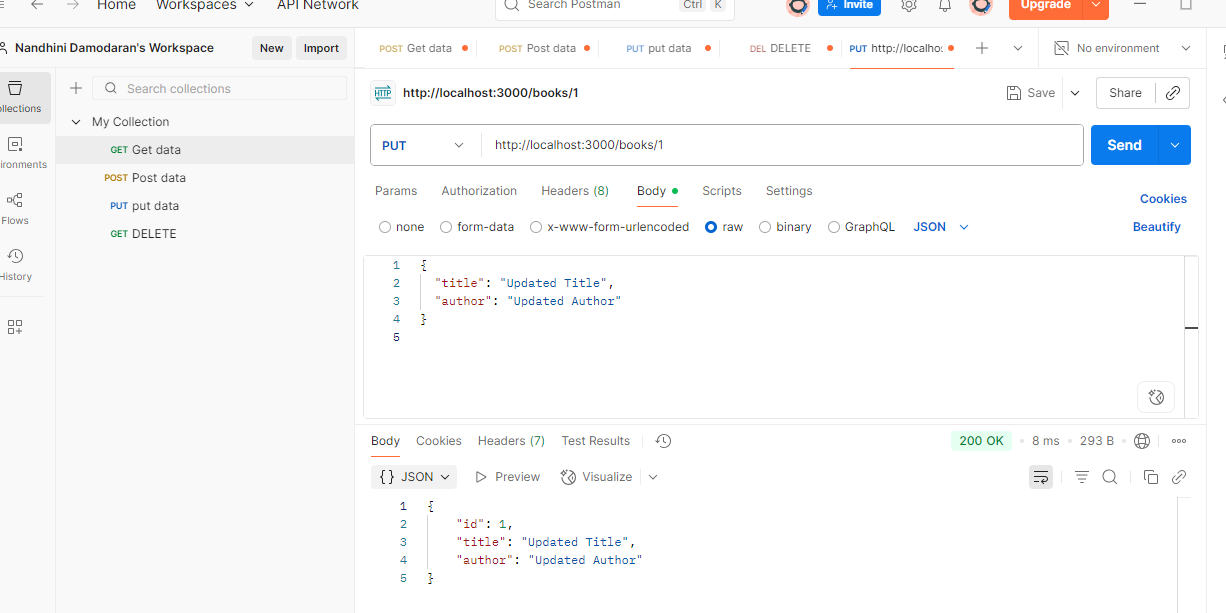 Home Workspaces API Network Search Postman Ctrl K Invite Upgrade
Nandhini Damodaran's Workspace New Import POST Get data POST Post data PUT put data DEL DELETE PUT http://localhos No environment
Search collections
http://localhost:3000/books/1 Save Share
ollections
My Collection
GET Get data
POST Post data
PUT put data
GET DELETE
ironments
Flows
History
PUT http://localhost:3000/books/1 Send
Params Authorization Headers (8) Body Scripts Settings Cookies
none form-data x-www-form-urlencoded raw binary GraphQL JSON Beautify
1 {
2 "title": "Updated Title",
3 "author": "Updated Author"
4 }
5
Body Cookies Headers (7) Test Results 200 OK 8 ms 293 B
{} JSON Preview Visualize
1 {
2 "id": 1,
3 "title": "Updated Title",
4 "author": "Updated Author"
5 }